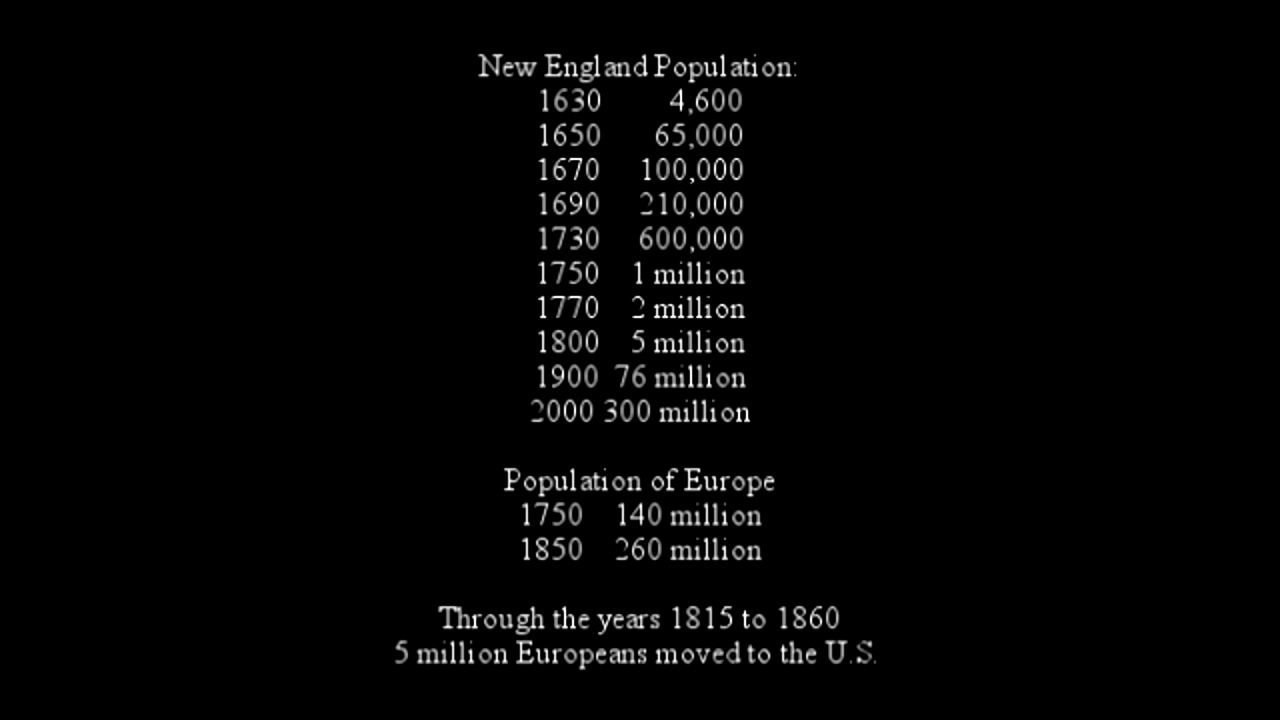 New England Population:
1630 4,600
1650 65,000
1670 100,000
1690 210,000
1730 600,000
1750 1 million
1770 2 million
1800 5 million
1900 76 million
2000 300 million
Population of Europe
1750 140 million
1850 260 million
Through the years 1815 to 1860
5 million Europeans moved to the U.S.